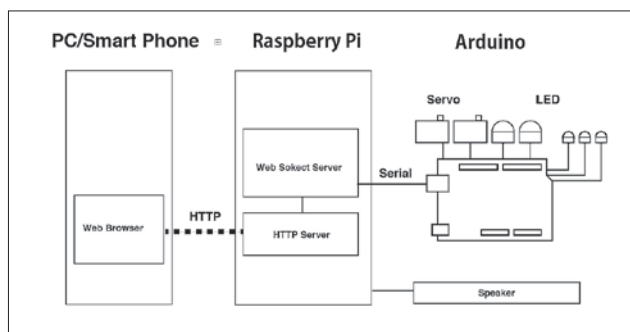 PC/Smart Phone
Raspberry Pi
Arduino
Servo
LED
Web Sokect Server
Serial
HTTP
Web Browser
HTTP Server
Speaker